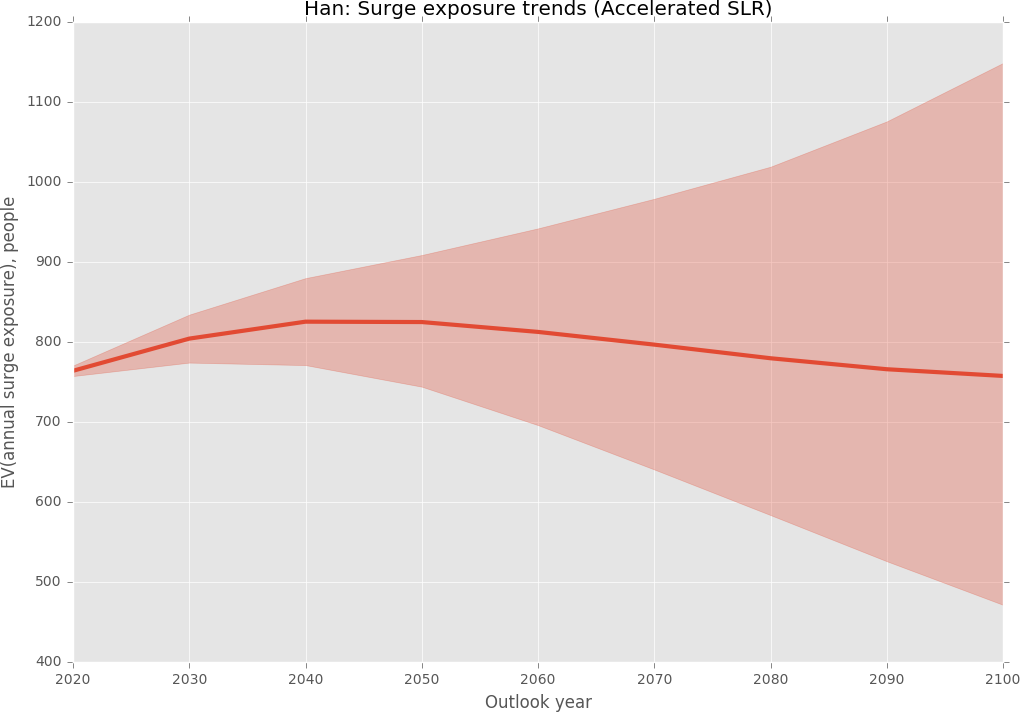 Han: Surge exposure trends (Accelerated SLR)
1200
1100
1000
900
800
700
600
500
400
EV(annual surge exposure), people
2020 2030 2040 2050 2060 2070 2080 2090 2100
Outlook year